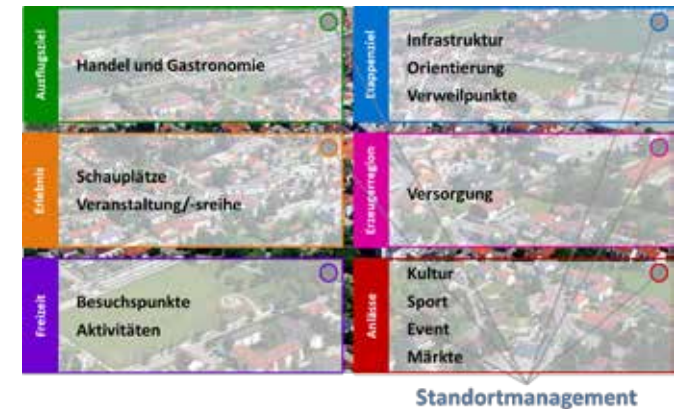 Ausflugsziel
Handel und Gastronomie
Etappenziel
Infrastruktur
Orientierung
Verweilpunkte
Erlebnis
Schauplätze
Veranstaltung/-sreihe
Erzeugerregion
Versorgung
Freizeit
Besuchspunkte
Aktivitäten
Anlässe
Kultur
Sport
Event
Märkte
Standortmanagement